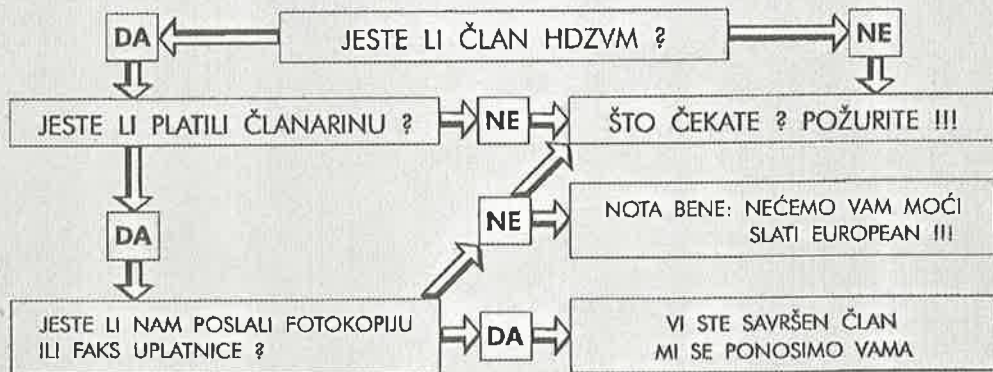 DA
JESTE LI ČLAN HDZVM ?
NE
JESTE LI PLATILI ČLANARINU ?
NE
ŠTO ČEKATE ? POŽURITE !!!
DA
NE
NOTA BENE: NEĆEMO VAM MOĆI
SLATI EUROPEAN !!!
JESTE LI NAM POSLALI FOTOKOPIJU
ILI FAKS UPLATNICE ?
DA
VI STE SAVRŠEN ČLAN
MI SE PONOSIMO VAMA